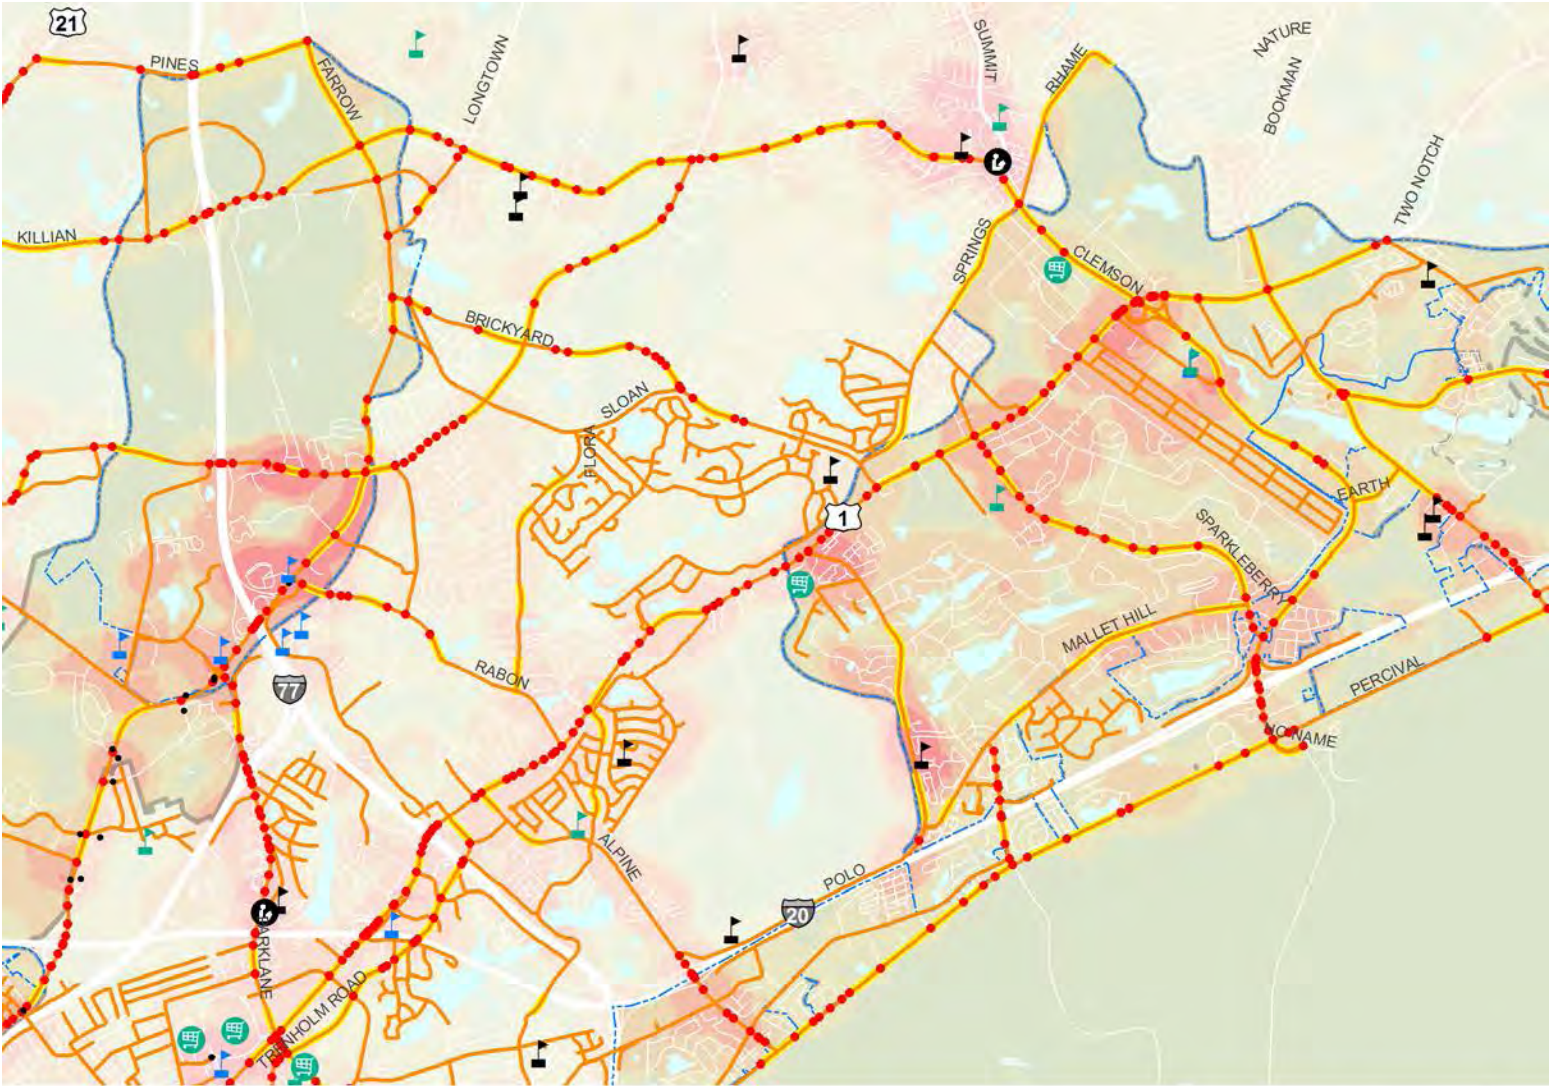 21
PINES
FARROW
LONGTOWN
SUMMIT
RHAME
NATURE
BOOKMAN
TWO NOTCH
KILLIAN
SPRINGS
CLEMSON
BRICKYARD
SLOAN
FLORA
1
EARTH
SPARKLEBERRY
MALLET HILL
RABON
77
PERCIVAL
NO NAME
ALPINE
POLO
20
PARKLANE
TRENHOLM ROAD